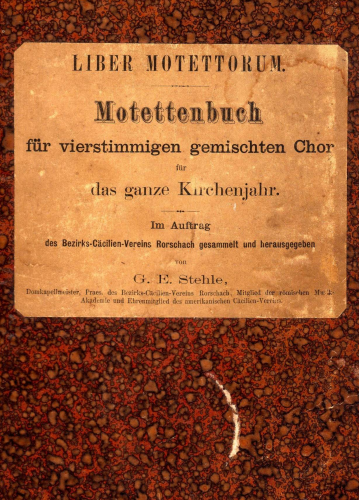 LIBER MOTETTORUM.
Motettenbuch
für vierstimmigen gemischten Chor
für
das ganze Kirchenjahr.
Im Auftrag
des Bezirks-Cäcilien-Vereins Rorschach gesammelt und herausgegeben
von
G. E. Stehle,
Domkapellmeister, Praes. des Bezirks-Cäcilien-Vereins Rorschach, Mitglied der römischen
Akademie und Ehrenmitglied des amerikanischen Cäcilien-Vereins